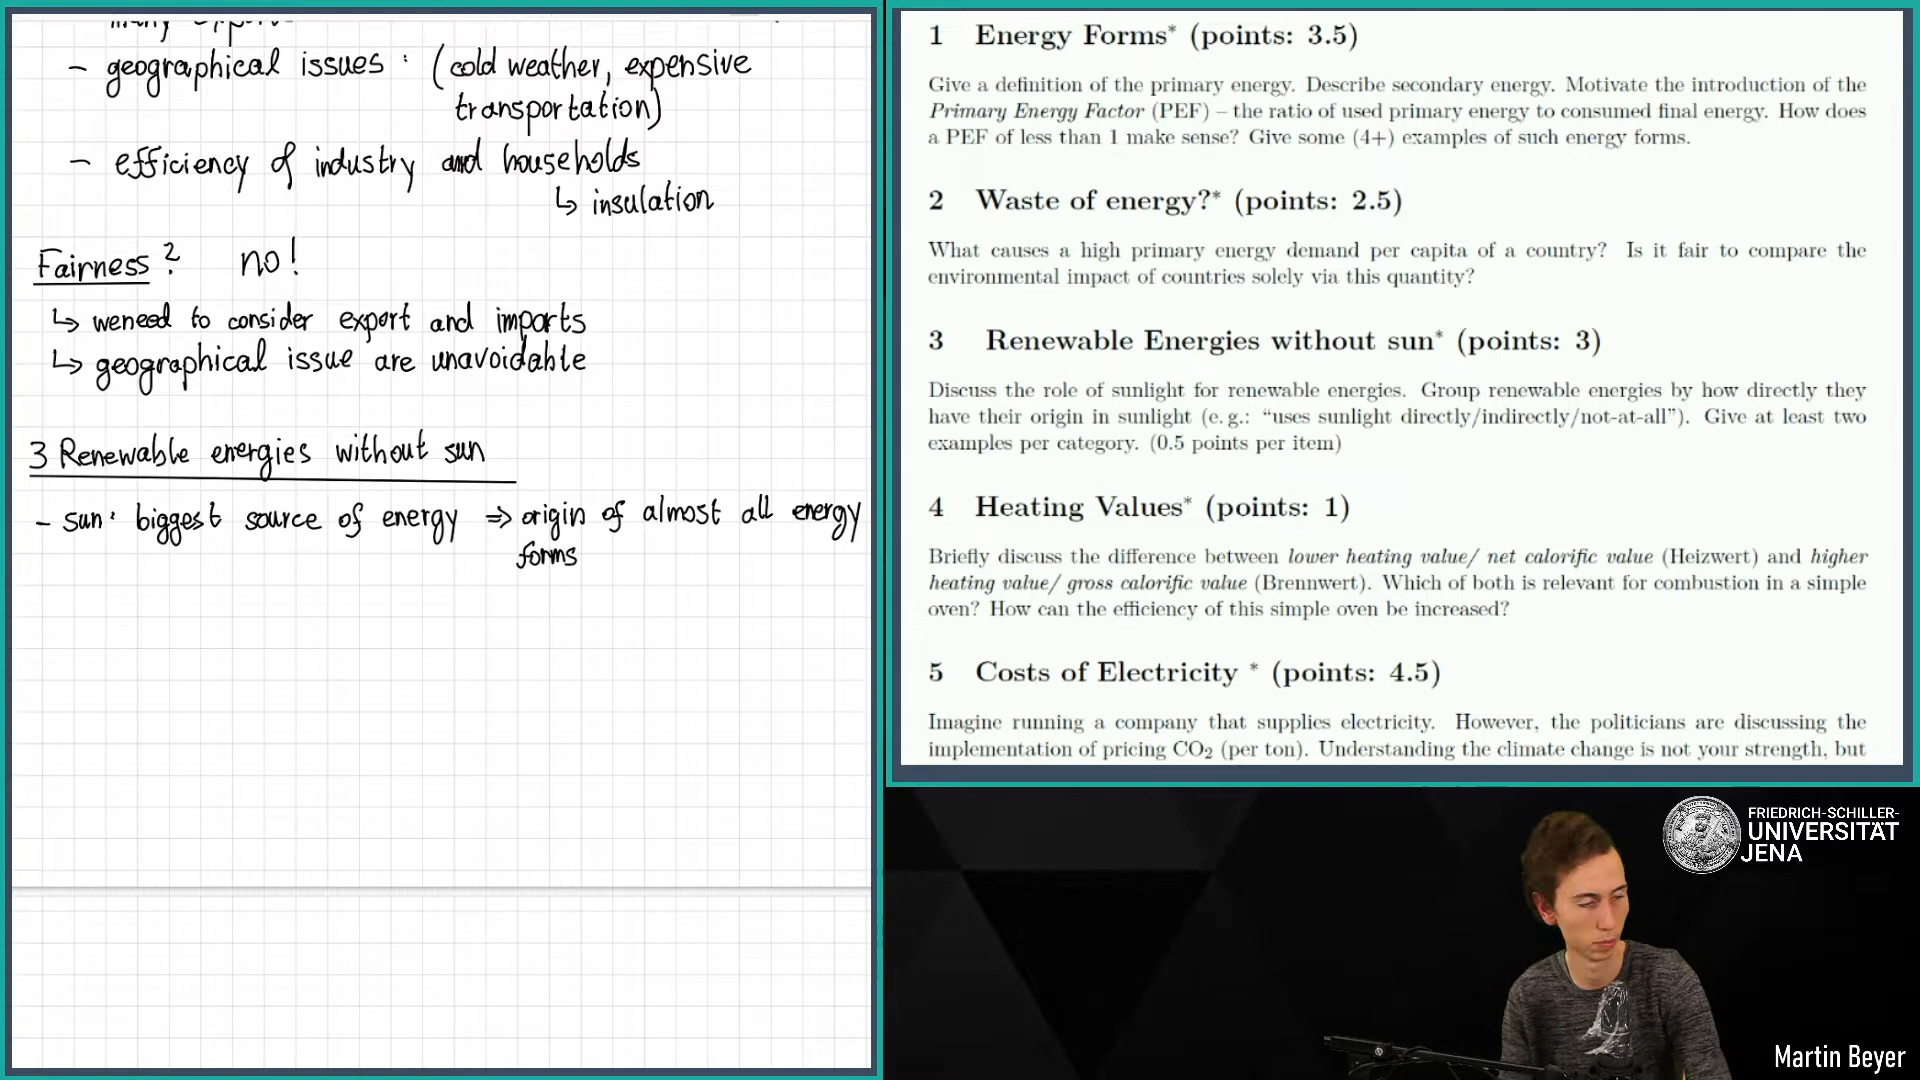 many
- geographical issues : (cold weather, expensive
transportation)
- efficiency of industry and households
↳ insulation
Fairness? no!
↳ weneed to consider export and imports
↳ geographical issue are unavoidable
3 Renewable energies without sun
- sun: biggest source of energy ⇒ origin of almost all energy
forms
1 Energy Forms* (points: 3.5)
Give a definition of the primary energy. Describe secondary energy. Motivate the introduction of the
Primary Energy Factor (PEF) – the ratio of used primary energy to consumed final energy. How does
a PEF of less than 1 make sense? Give some (4+) examples of such energy forms.
2 Waste of energy?* (points: 2.5)
What causes a high primary energy demand per capita of a country? Is it fair to compare the
environmental impact of countries solely via this quantity?
3 Renewable Energies without sun* (points: 3)
Discuss the role of sunlight for renewable energies. Group renewable energies by how directly they
have their origin in sunlight (e.g.: “uses sunlight directly/indirectly/not-at-all”). Give at least two
examples per category. (0.5 points per item)
4 Heating Values* (points: 1)
Briefly discuss the difference between lower heating value/ net calorific value (Heizwert) and higher
heating value/ gross calorific value (Brennwert). Which of both is relevant for combustion in a simple
oven? How can the efficiency of this simple oven be increased?
5 Costs of Electricity * (points: 4.5)
Imagine running a company that supplies electricity. However, the politicians are discussing the
implementation of pricing CO₂ (per ton). Understanding the climate change is not your strength, but
FRIEDRICH-SCHILLER-
UNIVERSITÄT
JENA
Martin Beyer